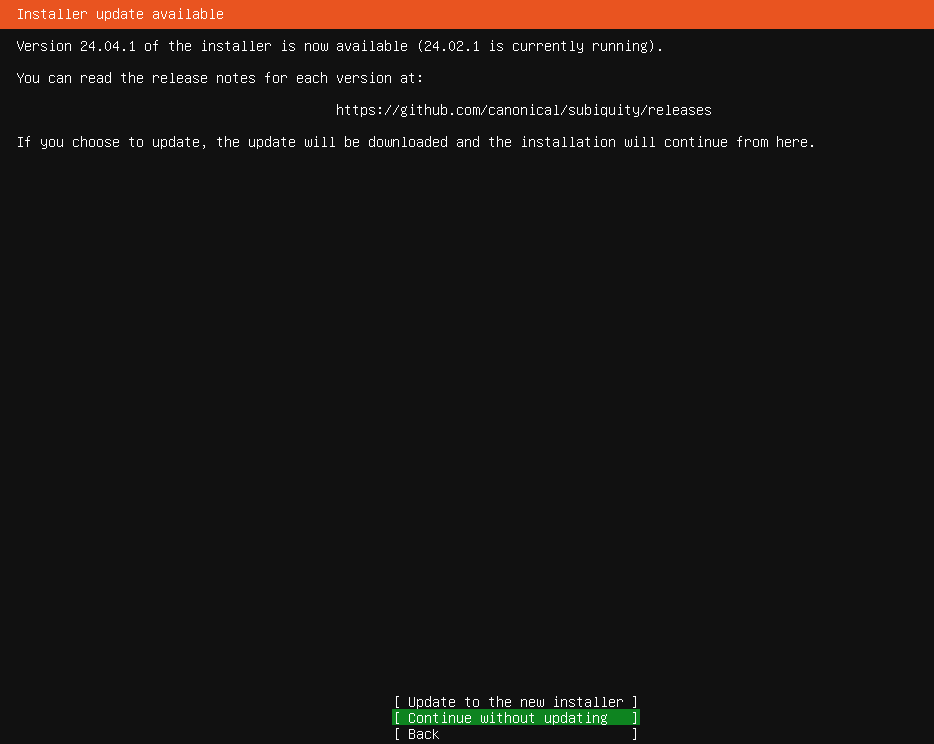 Installer update available
Version 24.04.1 of the installer is now available (24.02.1 is currently running).
You can read the release notes for each version at:
https://github.com/canonical/subiquity/releases
If you choose to update, the update will be downloaded and the installation will continue from here.
[ Update to the new installer ]
[ Continue without updating ]
[ Back ]